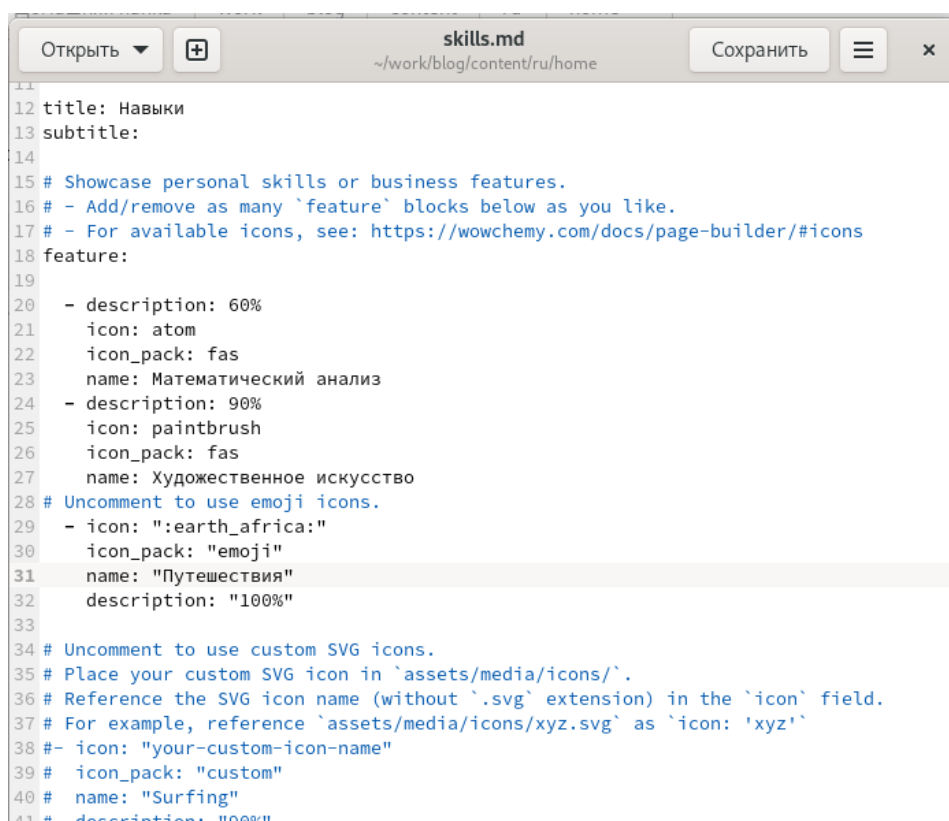 Открыть
skills.md
~/work/blog/content/ru/home
Сохранить
11
12 title: Навыки
13 subtitle:
14
15 # Showcase personal skills or business features.
16 # - Add/remove as many `feature` blocks below as you like.
17 # - For available icons, see: https://wowchemy.com/docs/page-builder/#icons
18 feature:
19
20   - description: 60%
21     icon: atom
22     icon_pack: fas
23     name: Математический анализ
24   - description: 90%
25     icon: paintbrush
26     icon_pack: fas
27     name: Художественное искусство
28 # Uncomment to use emoji icons.
29   - icon: ":earth_africa:"
30     icon_pack: "emoji"
31     name: "Путешествия"
32     description: "100%"
33
34 # Uncomment to use custom SVG icons.
35 # Place your custom SVG icon in `assets/media/icons/`.
36 # Reference the SVG icon name (without `.svg` extension) in the `icon` field.
37 # For example, reference `assets/media/icons/xyz.svg` as `icon: 'xyz'`
38 #- icon: "your-custom-icon-name"
39 #  icon_pack: "custom"
40 #  name: "Surfing"
41 #  description: "90%"